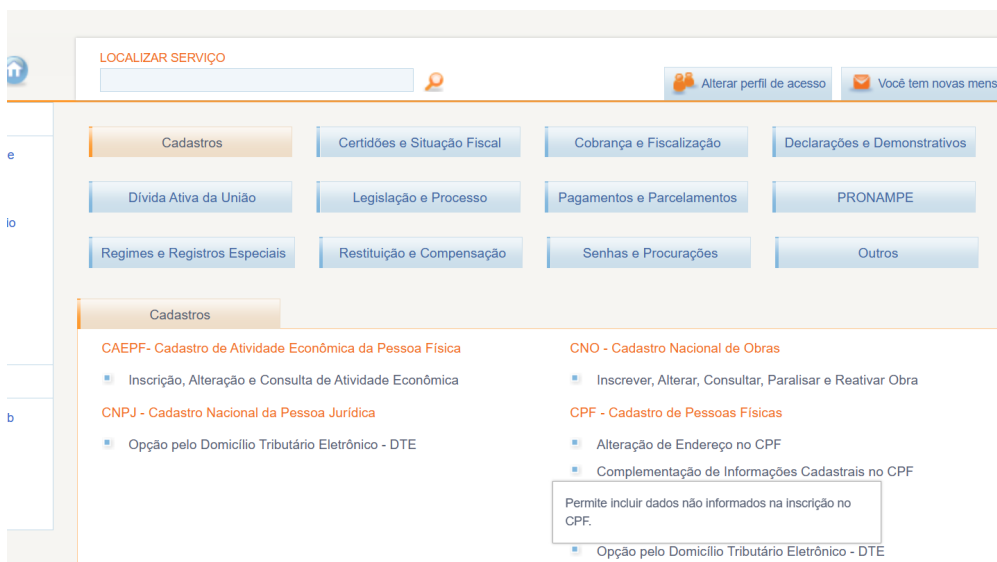 LOCALIZAR SERVIÇO
Alterar perfil de acesso
Você tem novas mens
e
io
b
Cadastros
Certidões e Situação Fiscal
Cobrança e Fiscalização
Declarações e Demonstrativos
Dívida Ativa da União
Legislação e Processo
Pagamentos e Parcelamentos
PRONAMPE
Regimes e Registros Especiais
Restituição e Compensação
Senhas e Procurações
Outros
Cadastros
CAEPF- Cadastro de Atividade Econômica da Pessoa Física
Inscrição, Alteração e Consulta de Atividade Econômica
CNPJ - Cadastro Nacional da Pessoa Jurídica
Opção pelo Domicílio Tributário Eletrônico - DTE
CNO - Cadastro Nacional de Obras
Inscrever, Alterar, Consultar, Paralisar e Reativar Obra
CPF - Cadastro de Pessoas Físicas
Alteração de Endereço no CPF
Complementação de Informações Cadastrais no CPF
Permite incluir dados não informados na inscrição no
CPF.
Opção pelo Domicílio Tributário Eletrônico - DTE